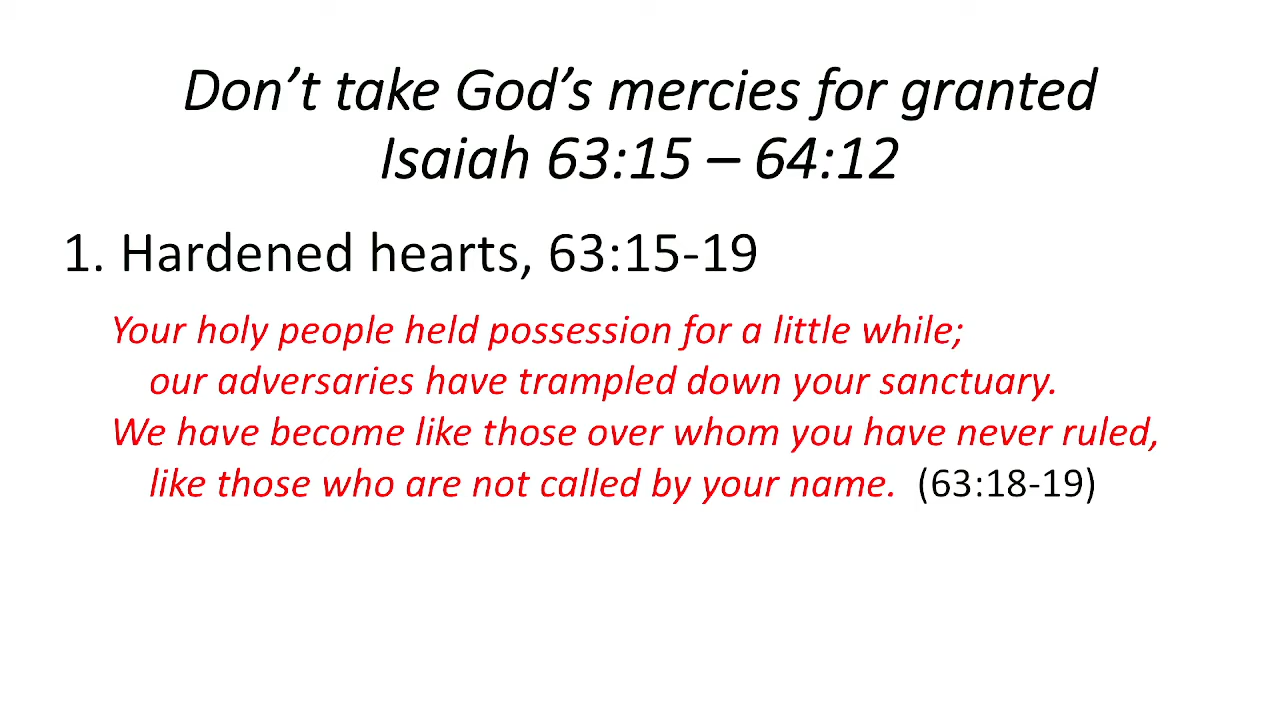 Don’t take God’s mercies for granted
Isaiah 63:15 – 64:12
1. Hardened hearts, 63:15-19
Your holy people held possession for a little while;
our adversaries have trampled down your sanctuary.
We have become like those over whom you have never ruled,
like those who are not called by your name. (63:18-19)